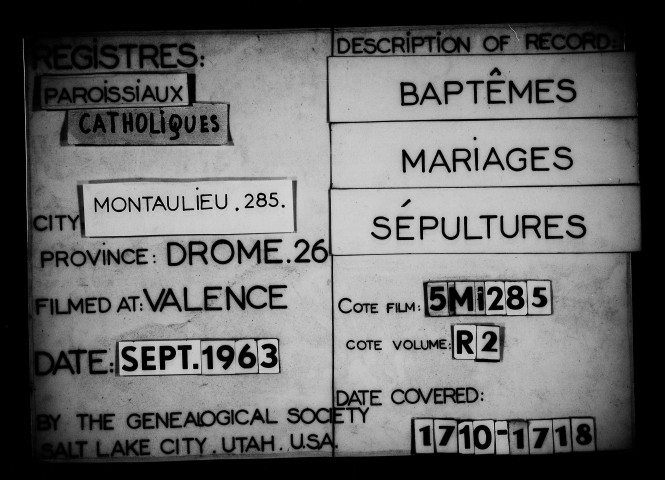 REGISTRES:
PAROISSIAUX
CATHOLIQUES
CITY MONTAULIEU . 285.
PROVINCE: DROME.26
FILMED AT: VALENCE
DATE: SEPT.1963
BY THE GENEALOGICAL SOCIETY
SALT LAKE CITY . UTAH . U.S.A.
DESCRIPTION OF RECORD:
BAPTÊMES
MARIAGES
SÉPULTURES
COTE FILM: 5Mi285
COTE VOLUME: R2
DATE COVERED:
1710-1718